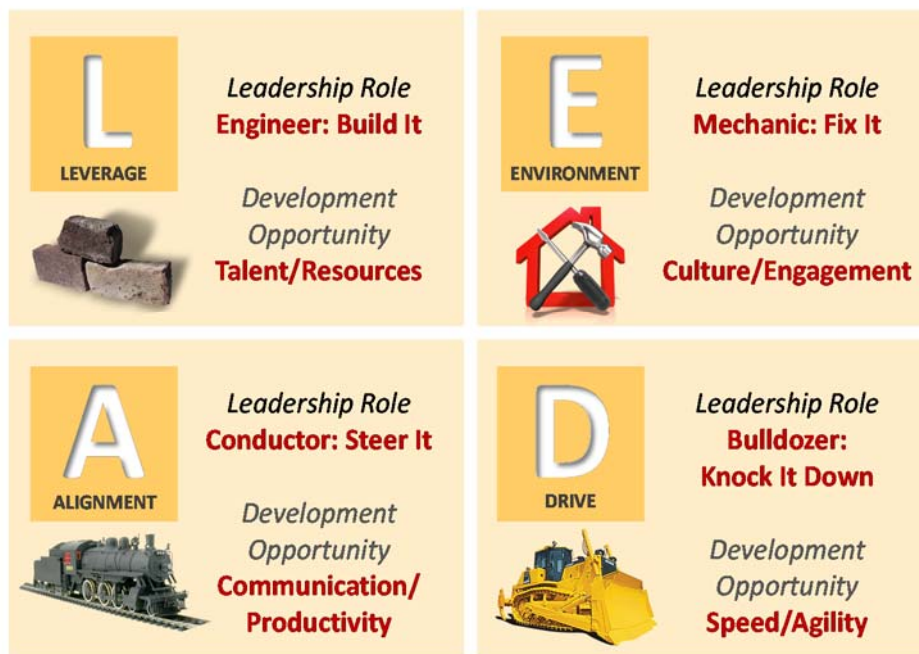 L
LEVERAGE
Leadership Role
Engineer: Build It
Development
Opportunity
Talent/Resources
E
ENVIRONMENT
Leadership Role
Mechanic: Fix It
Development
Opportunity
Culture/Engagement
A
ALIGNMENT
Leadership Role
Conductor: Steer It
Development
Opportunity
Communication/
Productivity
D
DRIVE
Leadership Role
Bulldozer:
Knock It Down
Development
Opportunity
Speed/Agility